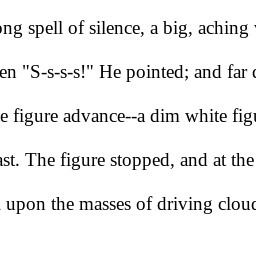 ong spell of silence, a big, aching
en "S-s-s-s!" He pointed; and far
e figure advance--a dim white figu
ast. The figure stopped, and at the
upon the masses of driving cloud